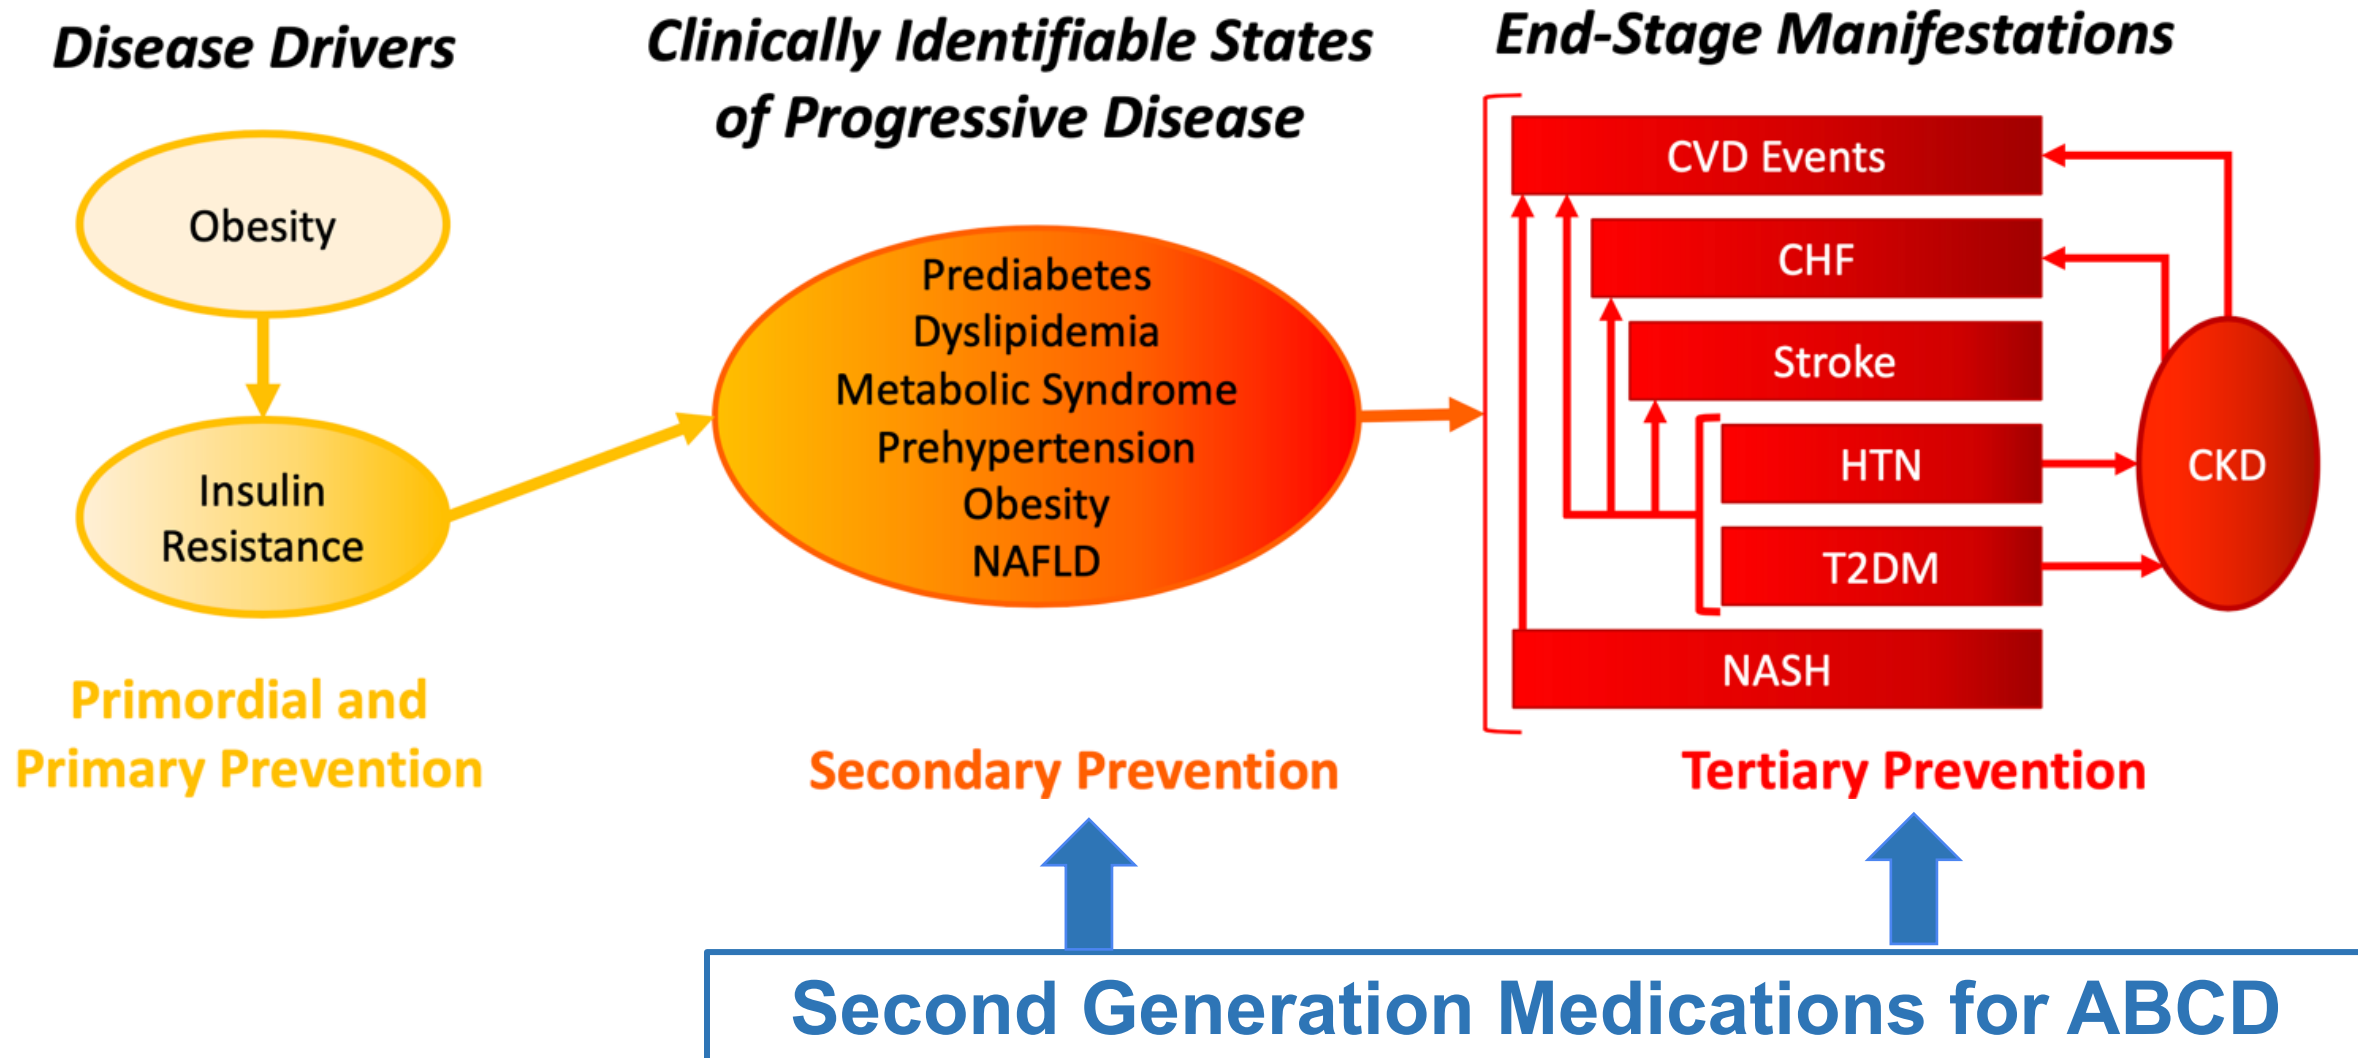 Disease Drivers
Clinically Identifiable States
of Progressive Disease
End-Stage Manifestations
Obesity
Insulin
Resistance
Primordial and
Primary Prevention
Prediabetes
Dyslipidemia
Metabolic Syndrome
Prehypertension
Obesity
NAFLD
Secondary Prevention
CVD Events
CHF
Stroke
HTN
T2DM
NASH
CKD
Tertiary Prevention
Second Generation Medications for ABCD